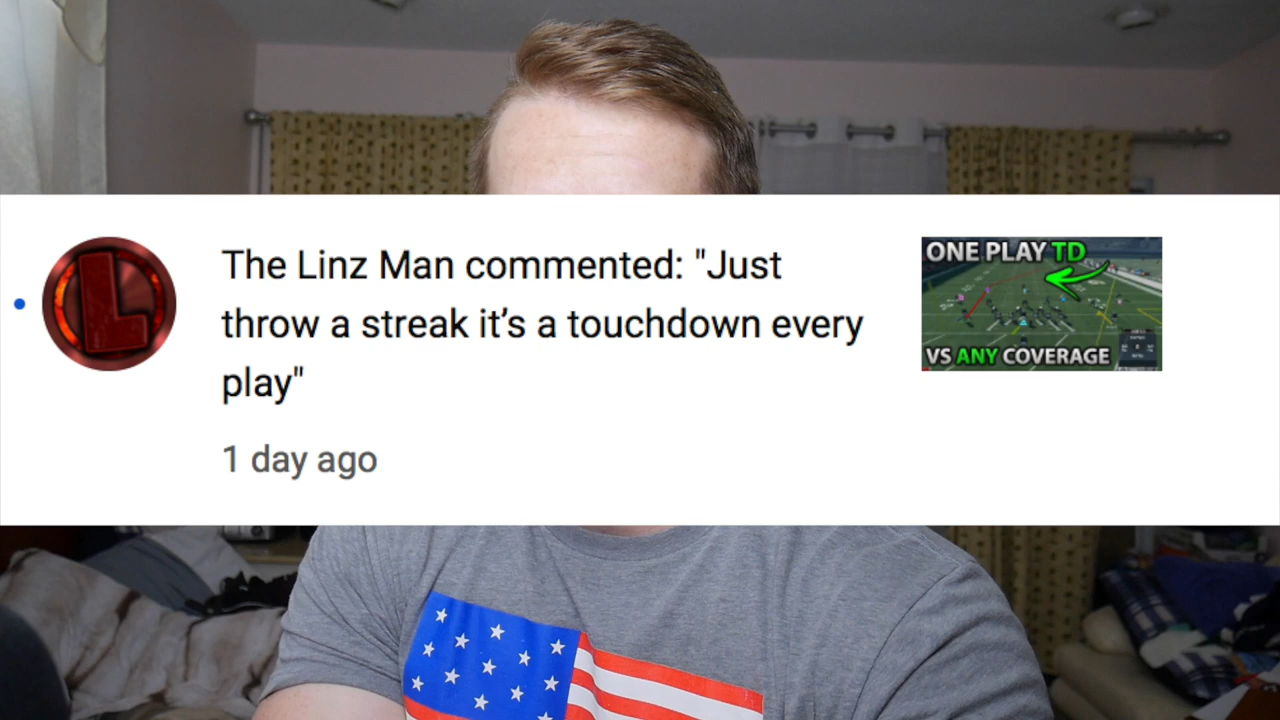 The Linz Man commented: "Just
throw a streak it’s a touchdown every
play"
1 day ago
L
ONE PLAY TD
VS ANY COVERAGE